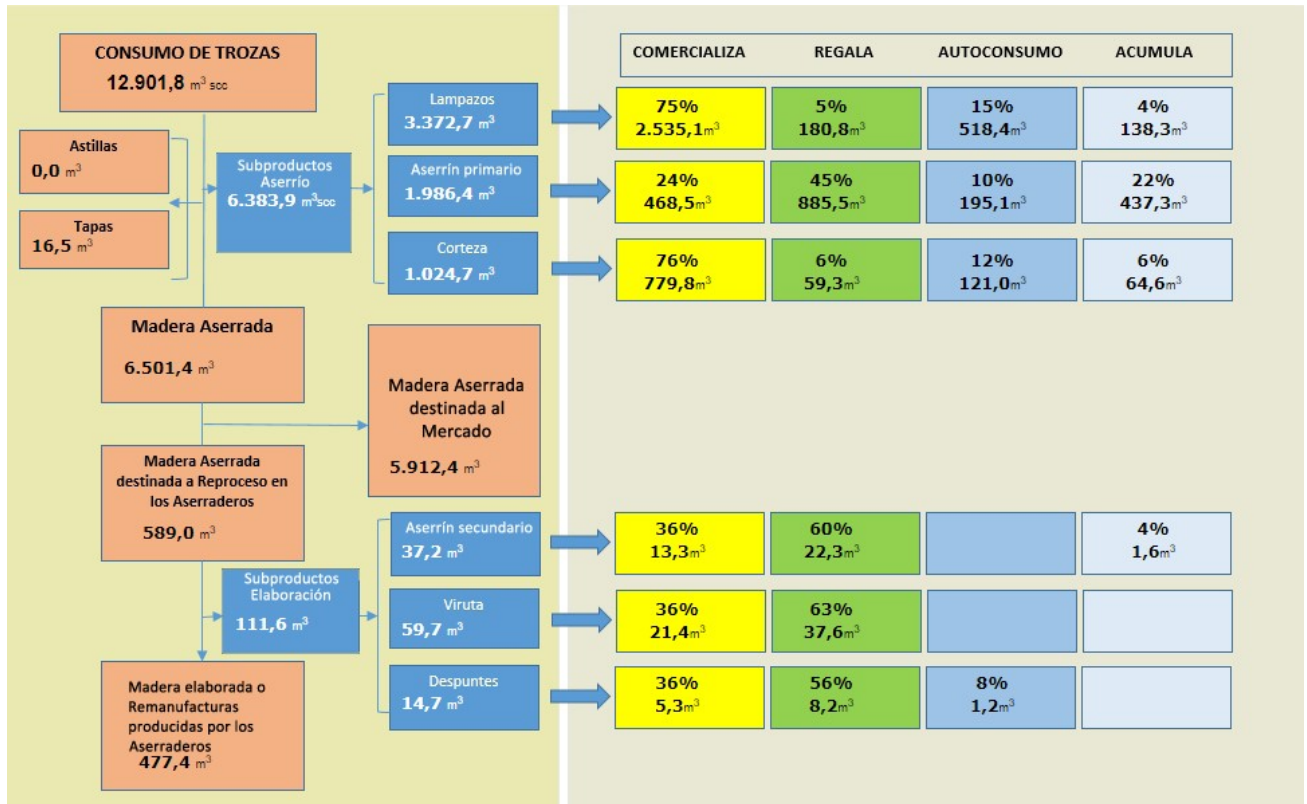 CONSUMO DE TROZAS
12.901,8 m³ scc
Astillas
0,0 m³
Tapas
16,5 m³
Subproductos
Aserrío
6.383,9 m³scc
Lampazos
3.372,7 m³
Aserrín primario
1.986,4 m³
Corteza
1.024,7 m³
Madera Aserrada
6.501,4 m³
Madera Aserrada
destinada al
Mercado
5.912,4 m³
Madera Aserrada
destinada a Reproceso en
los Aserraderos
589,0 m³
Subproductos
Elaboración
111,6 m³
Aserrín secundario
37,2 m³
Viruta
59,7 m³
Despuntes
14,7 m³
Madera elaborada o
Remanufacturas
producidas por los
Aserraderos
477,4 m³
COMERCIALIZA REGALA AUTOCONSUMO ACUMULA
75% 5% 15% 4%
2.535,1m³ 180,8m³ 518,4m³ 138,3m³
24% 45% 10% 22%
468,5m³ 885,5m³ 195,1m³ 437,3m³
76% 6% 12% 6%
779,8m³ 59,3m³ 121,0m³ 64,6m³
36% 60% 4%
13,3m³ 22,3m³ 1,6m³
36% 63%
21,4m³ 37,6m³
36% 56% 8%
5,3m³ 8,2m³ 1,2m³